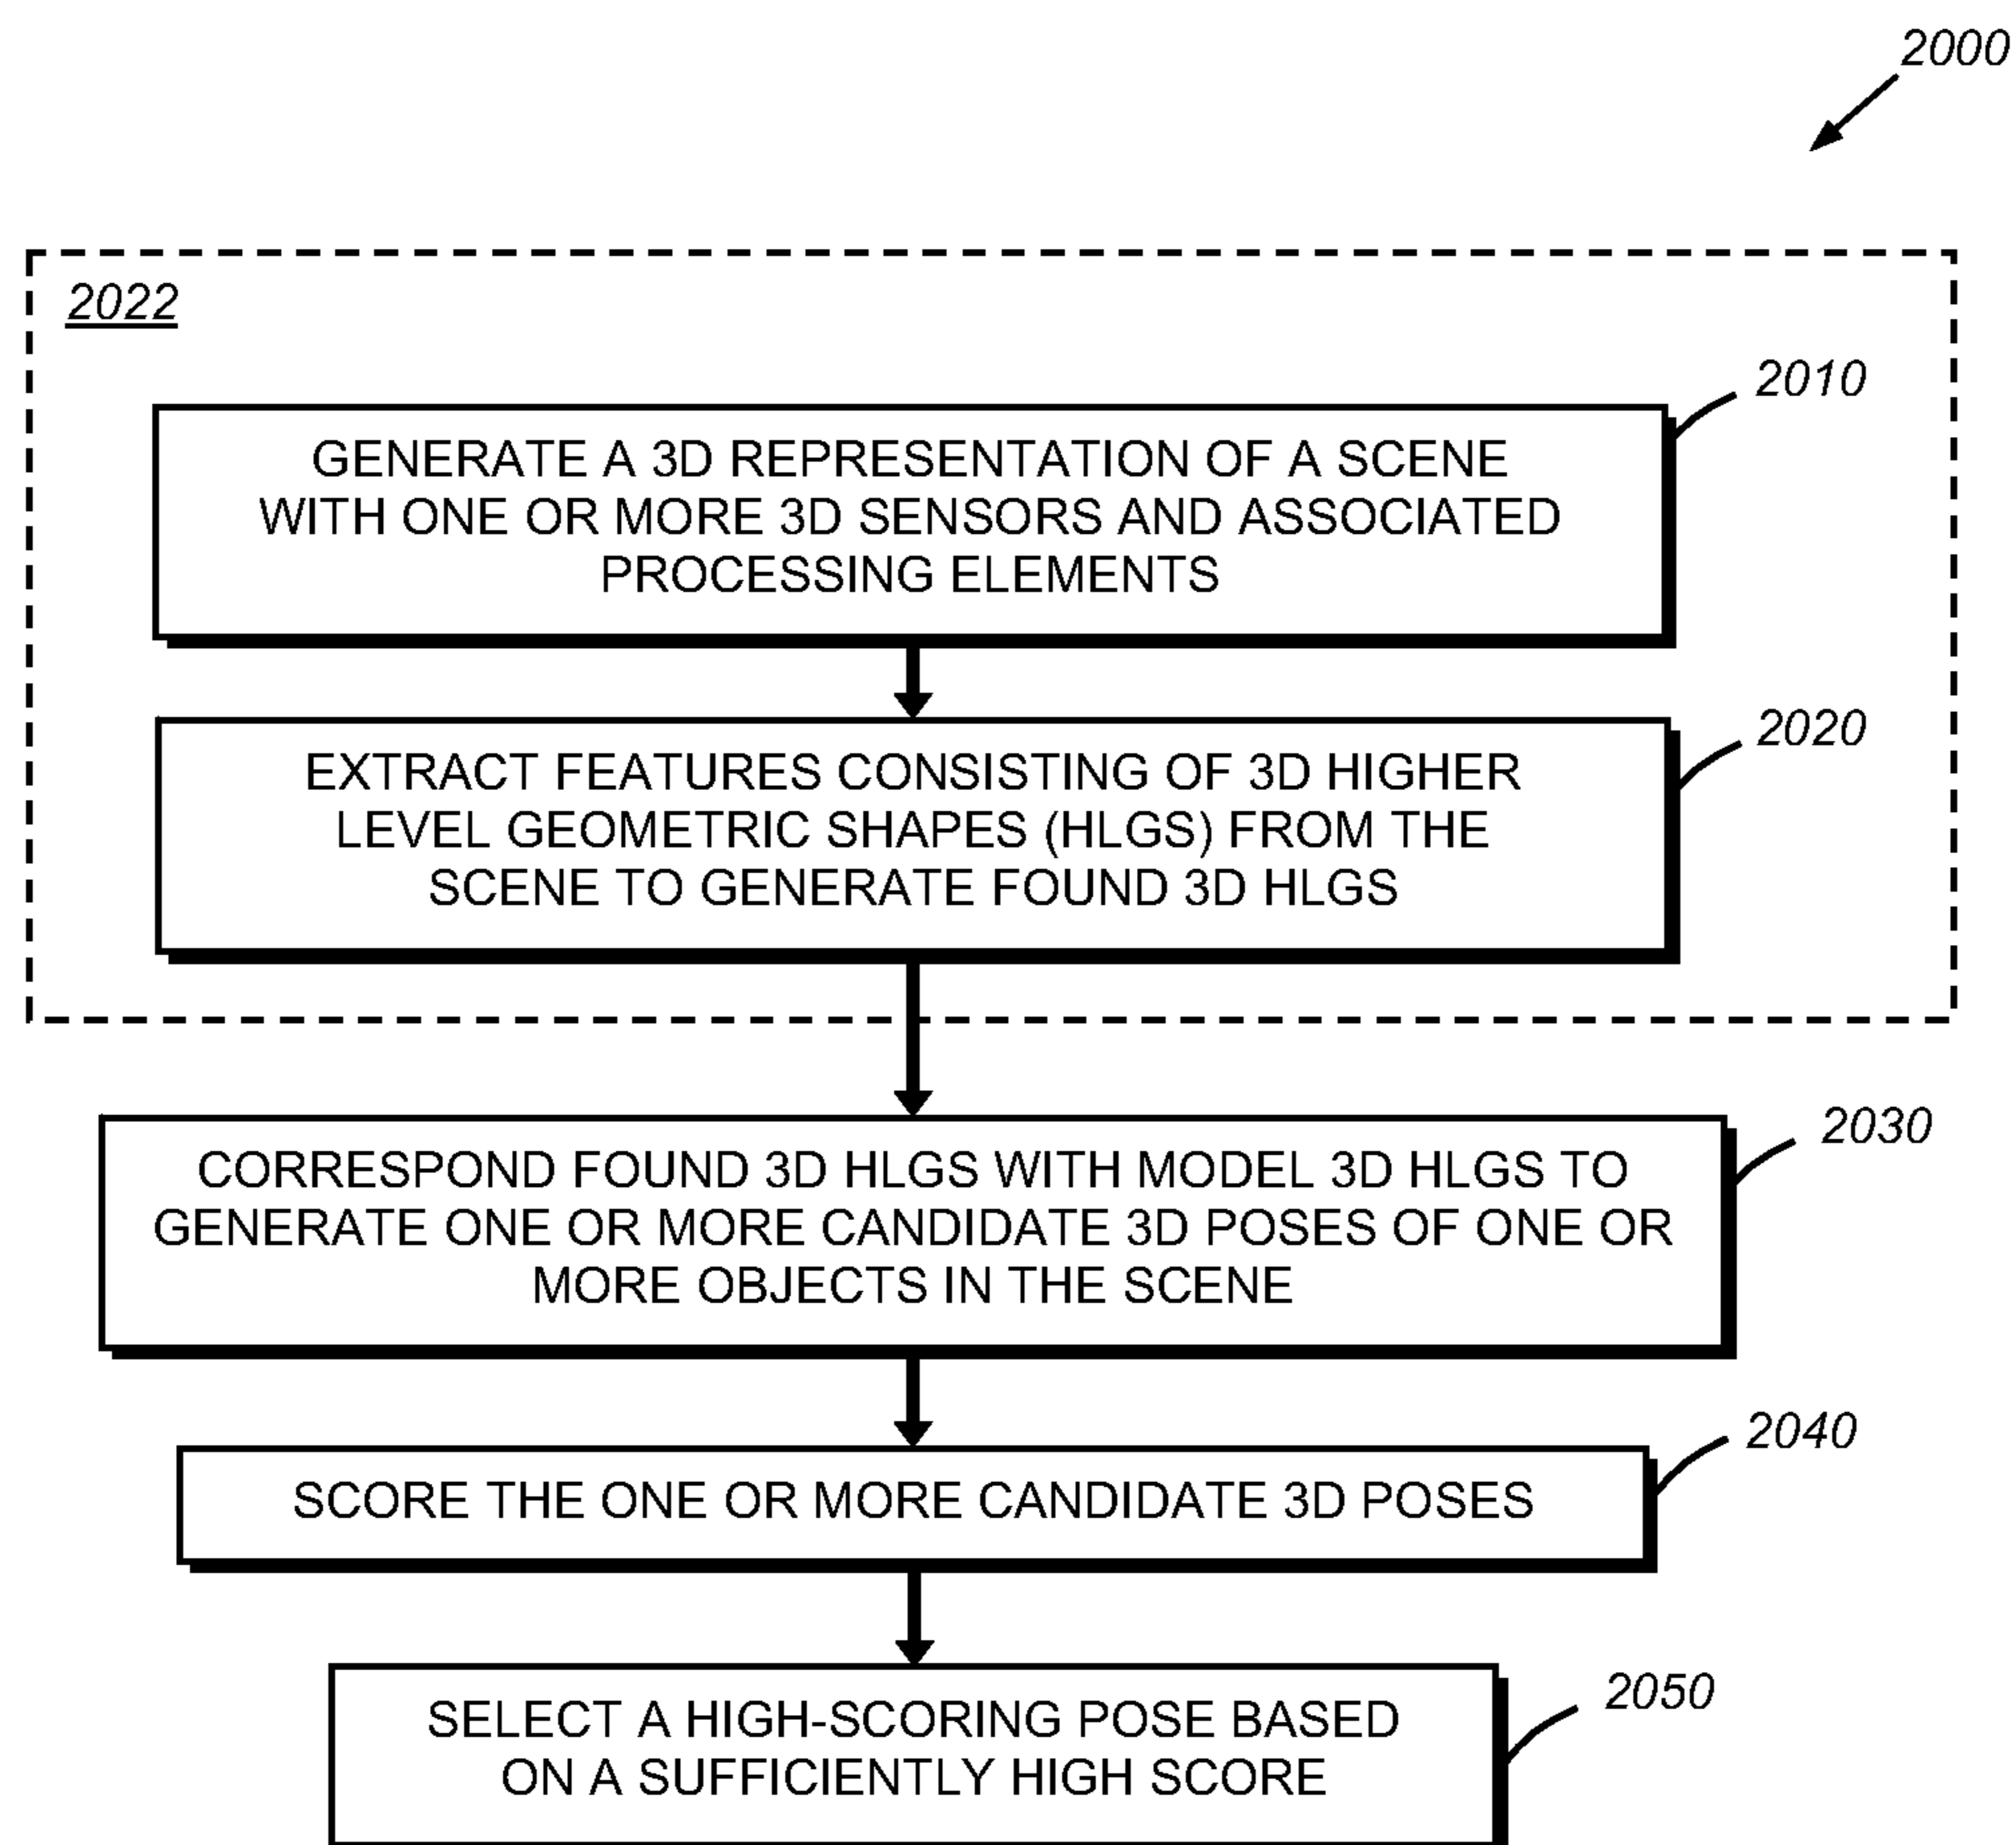 2000
2022
2010
GENERATE A 3D REPRESENTATION OF A SCENE
WITH ONE OR MORE 3D SENSORS AND ASSOCIATED
PROCESSING ELEMENTS
2020
EXTRACT FEATURES CONSISTING OF 3D HIGHER
LEVEL GEOMETRIC SHAPES (HLGS) FROM THE
SCENE TO GENERATE FOUND 3D HLGS
2030
CORRESPOND FOUND 3D HLGS WITH MODEL 3D HLGS TO
GENERATE ONE OR MORE CANDIDATE 3D POSES OF ONE OR
MORE OBJECTS IN THE SCENE
2040
SCORE THE ONE OR MORE CANDIDATE 3D POSES
2050
SELECT A HIGH-SCORING POSE BASED
ON A SUFFICIENTLY HIGH SCORE